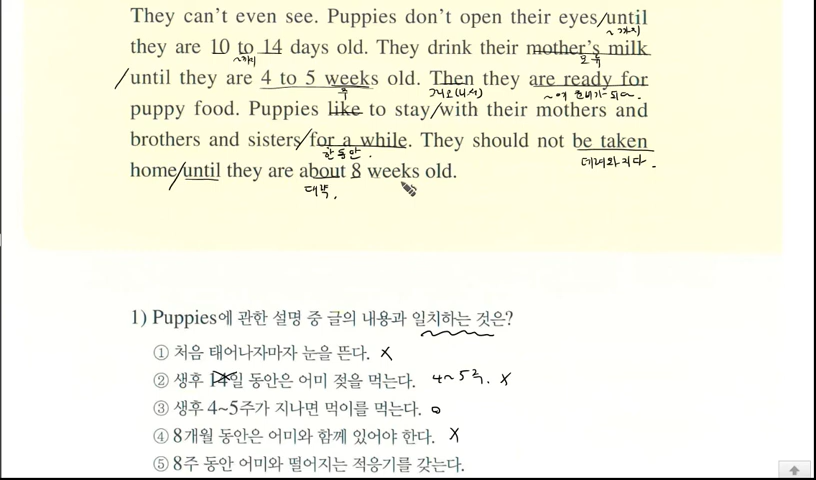 They can't even see. Puppies don't open their eyes/until
~까지
they are 10 to 14 days old. They drink their mother's milk
~까지 모유
/until they are 4 to 5 weeks old. Then they are ready for
주 ~에 준비가 되다
puppy food. Puppies like to stay/with their mothers and
brothers and sisters/for a while. They should not be taken
한 동안. 데려와지다.
home/until they are about 8 weeks old.
대략.
1) Puppies에 관한 설명 중 글의 내용과 일치하는 것은?
① 처음 태어나자마자 눈을 뜬다. X
② 생후 14일 동안은 어미 젖을 먹는다. 4~5주. X
③ 생후 4~5주가 지나면 먹이를 먹는다. O
④ 8개월 동안은 어미와 함께 있어야 한다. X
⑤ 8주 동안 어미와 떨어지는 적응기를 갖는다.